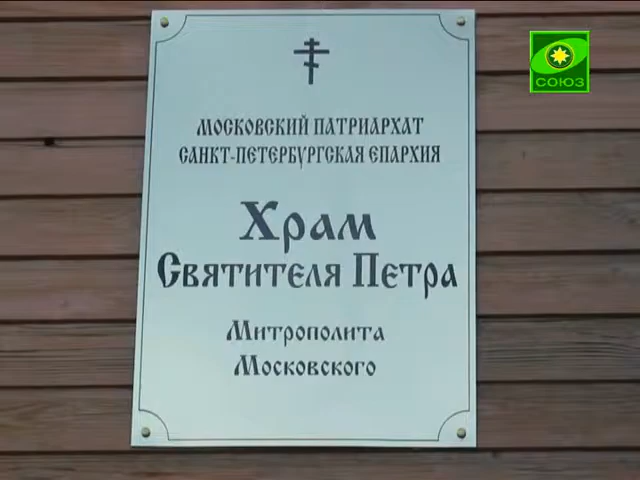 СОЮЗ
МОСКОВСКИЙ ПАТРИАРХАТ
САНКТ-ПЕТЕРБУРГСКАЯ ЕПАРХИЯ
Храм
Святителя Петра
Митрополита
Московского